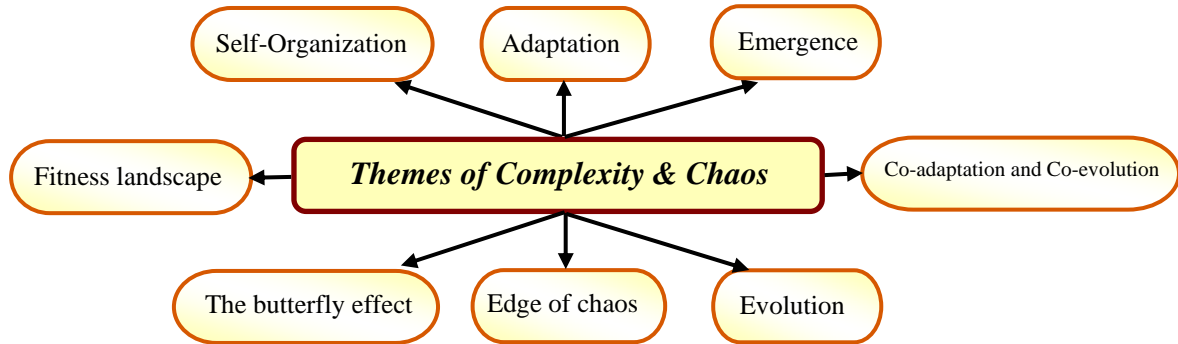 Self-Organization
Adaptation
Emergence
Fitness landscape
Themes of Complexity & Chaos
Co-adaptation and Co-evolution
The butterfly effect
Edge of chaos
Evolution